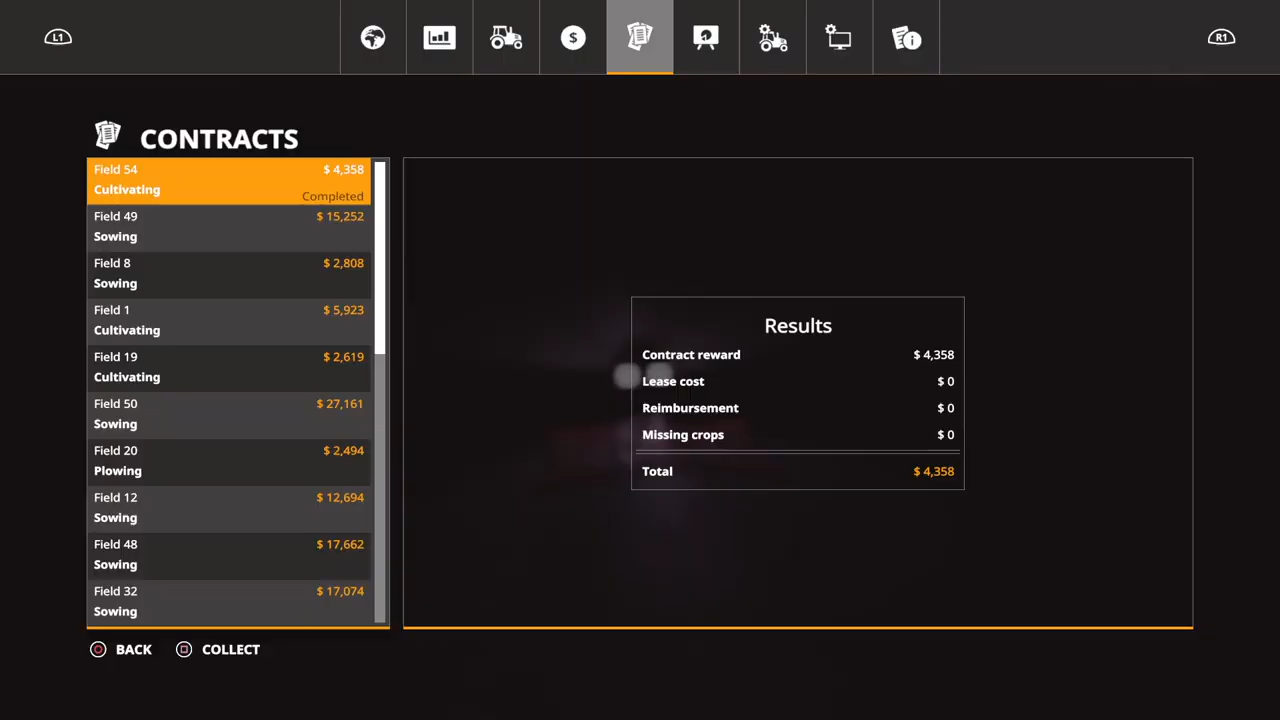 L1
R1
CONTRACTS
Field 54 $ 4,358
Cultivating Completed
Field 49 $ 15,252
Sowing
Field 8 $ 2,808
Sowing
Field 1 $ 5,923
Cultivating
Field 19 $ 2,619
Cultivating
Field 50 $ 27,161
Sowing
Field 20 $ 2,494
Plowing
Field 12 $ 12,694
Sowing
Field 48 $ 17,662
Sowing
Field 32 $ 17,074
Sowing
Results
Contract reward $ 4,358
Lease cost $ 0
Reimbursement $ 0
Missing crops $ 0
Total $ 4,358
BACK COLLECT